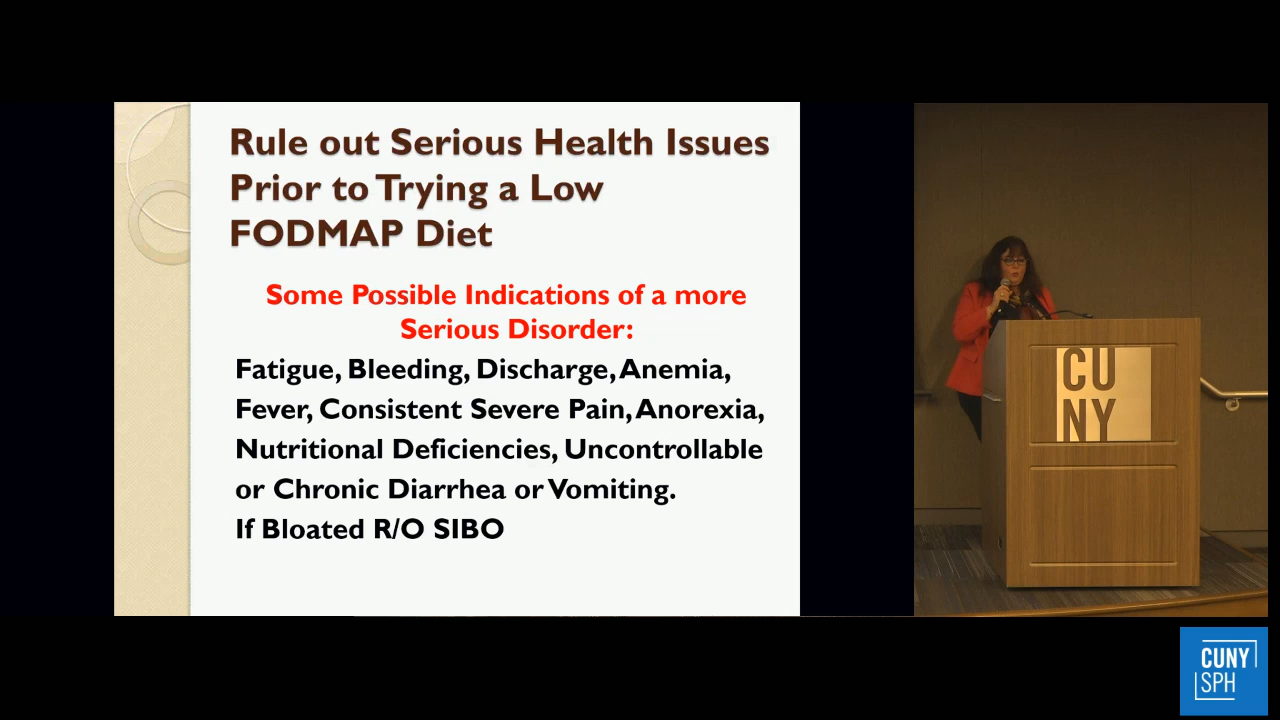 Rule out Serious Health Issues
Prior to Trying a Low
FODMAP Diet
Some Possible Indications of a more
Serious Disorder:
Fatigue, Bleeding, Discharge, Anemia,
Fever, Consistent Severe Pain, Anorexia,
Nutritional Deficiencies, Uncontrollable
or Chronic Diarrhea or Vomiting.
If Bloated R/O SIBO
CU
NY
CUNY
SPH